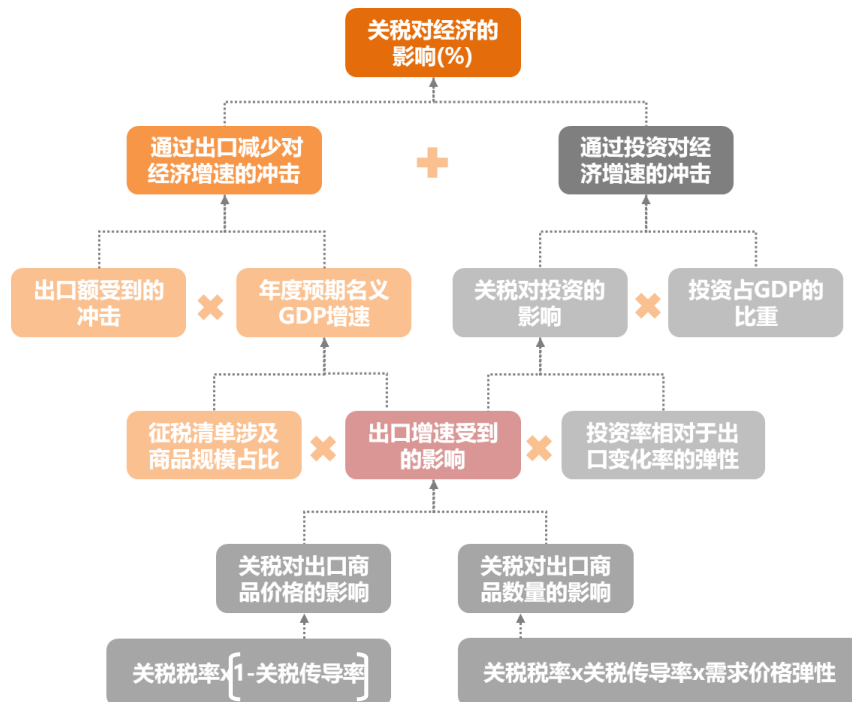 关税对经济的
影响(%)
通过出口减少对
经济增速的冲击
通过投资对经
济增速的冲击
出口额受到的
冲击
年度预期名义
GDP增速
关税对投资的
影响
投资占GDP的
比重
征税清单涉及
商品规模占比
出口增速受到
的影响
投资率相对于出
口变化率的弹性
关税对出口商
品价格的影响
关税对出口商
品数量的影响
关税税率x[1-关税传导率]
关税税率x关税传导率x需求价格弹性